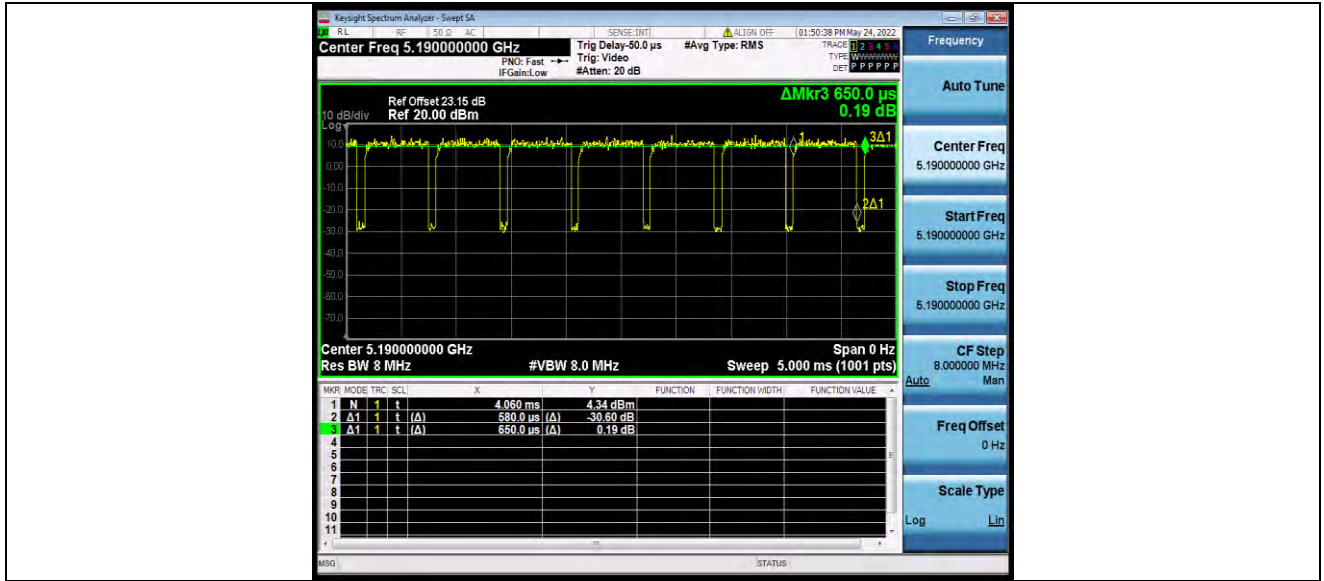 Keysight Spectrum Analyzer - Swept SA
RL RF 50 Ω AC SENSE:INT ALIGN OFF 01:50:38 PM May 24, 2022
Center Freq 5.190000000 GHz Trig Delay-50.0 µs #Avg Type: RMS TRACE 1 2 3 4 5 6
PNO: Fast Trig: Video TYPE WWWWWW
IFGain:Low #Atten: 20 dB DET P P P P P P
ΔMkr3 650.0 µs
0.19 dB
Ref Offset 23.15 dB
10 dB/div Ref 20.00 dBm
Log
10.0
0.00
-10.0
-20.0
-30.0
-40.0
-50.0
-60.0
-70.0
1
3Δ1
2Δ1
Center 5.190000000 GHz Span 0 Hz
Res BW 8 MHz #VBW 8.0 MHz Sweep 5.000 ms (1001 pts)
MKR MODE TRC SCL X Y FUNCTION FUNCTION WIDTH FUNCTION VALUE
1 N 1 t 4.060 ms 4.34 dBm
2 Δ1 1 t (Δ) 580.0 µs (Δ) -30.60 dB
3 Δ1 1 t (Δ) 650.0 µs (Δ) 0.19 dB
4
5
6
7
8
9
10
11
MSG STATUS
Frequency
Auto Tune
Center Freq
5.190000000 GHz
Start Freq
5.190000000 GHz
Stop Freq
5.190000000 GHz
CF Step
8.000000 MHz
Auto Man
Freq Offset
0 Hz
Scale Type
Log Lin